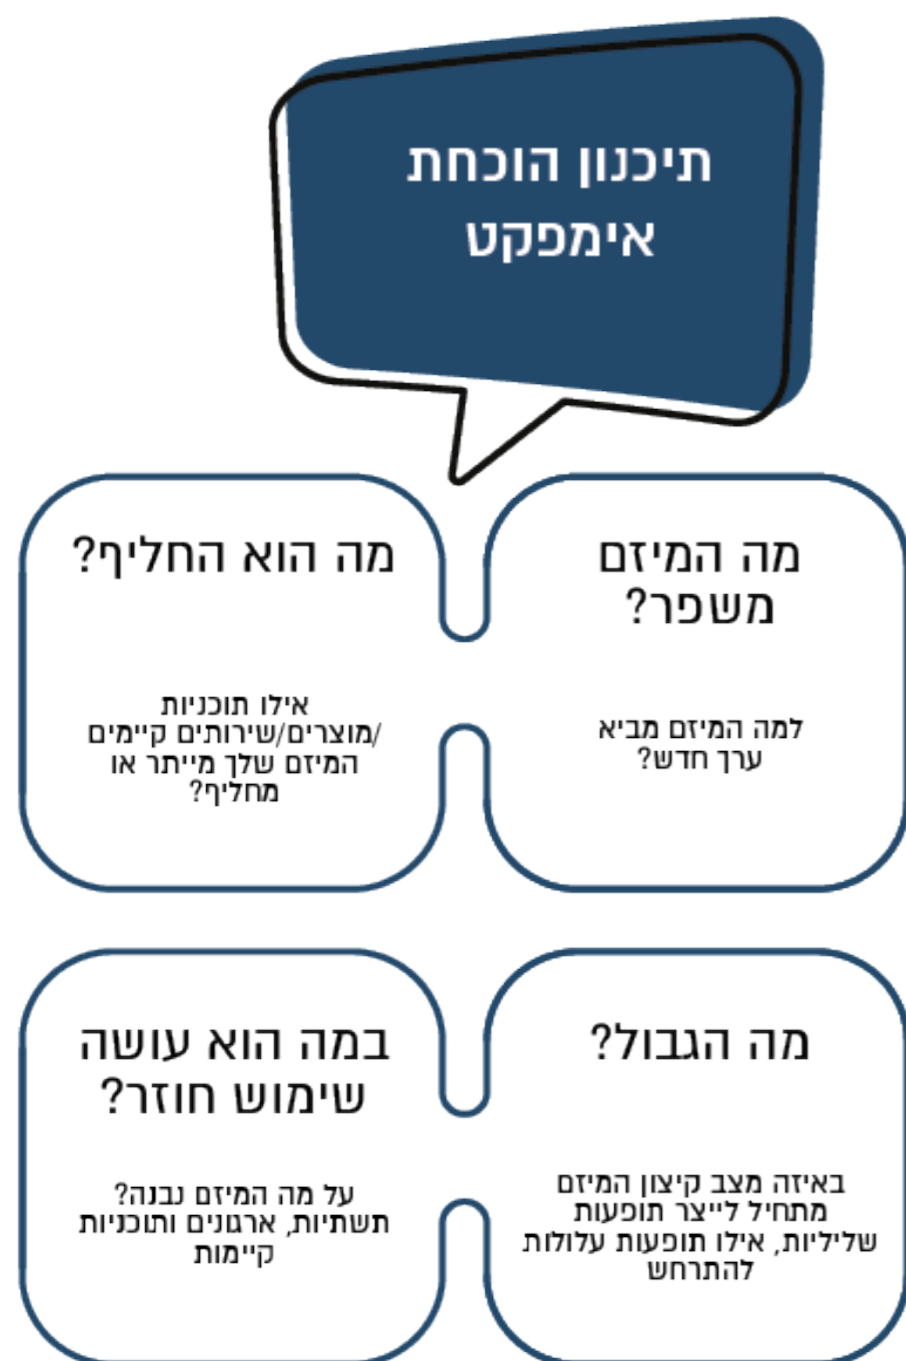 תיכנון הוכחת
אימפקט
מה המיזם
משפר?
למה המיזם מביא
ערך חדש?
מה הוא החליף?
אילו תוכניות
/מוצרים/שירותים קיימים
המיזם שלך מייתר או
מחליף?
מה הגבול?
באיזה מצב קיצון המיזם
מתחיל לייצר תופעות
שליליות, אילו תופעות עלולות
להתרחש
במה הוא עושה
שימוש חוזר?
על מה המיזם נבנה?
תשתיות, ארגונים ותוכניות
קיימות